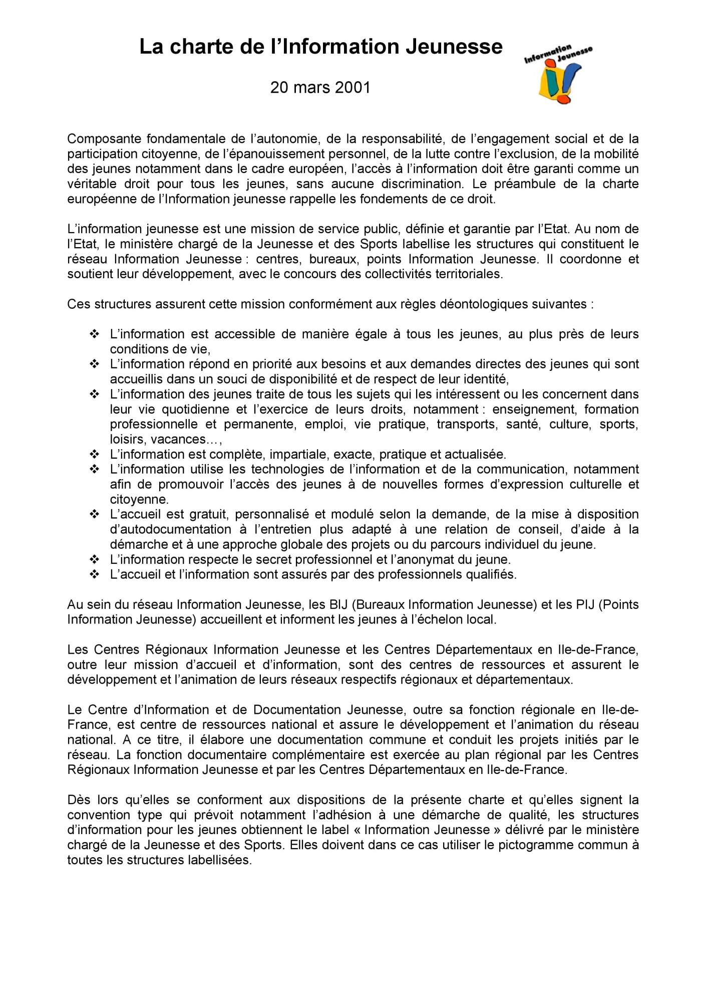 La charte de l’Information Jeunesse
Information
Jeunesse
20 mars 2001
Composante fondamentale de l’autonomie, de la responsabilité, de l’engagement social et de la
participation citoyenne, de l’épanouissement personnel, de la lutte contre l’exclusion, de la mobilité
des jeunes notamment dans le cadre européen, l’accès à l’information doit être garanti comme un
véritable droit pour tous les jeunes, sans aucune discrimination. Le préambule de la charte
européenne de l’Information jeunesse rappelle les fondements de ce droit.
L’information jeunesse est une mission de service public, définie et garantie par l’Etat. Au nom de
l’Etat, le ministère chargé de la Jeunesse et des Sports labellise les structures qui constituent le
réseau Information Jeunesse : centres, bureaux, points Information Jeunesse. Il coordonne et
soutient leur développement, avec le concours des collectivités territoriales.
Ces structures assurent cette mission conformément aux règles déontologiques suivantes :
❖ L’information est accessible de manière égale à tous les jeunes, au plus près de leurs
conditions de vie,
❖ L’information répond en priorité aux besoins et aux demandes directes des jeunes qui sont
accueillis dans un souci de disponibilité et de respect de leur identité,
❖ L’information des jeunes traite de tous les sujets qui les intéressent ou les concernent dans
leur vie quotidienne et l’exercice de leurs droits, notamment : enseignement, formation
professionnelle et permanente, emploi, vie pratique, transports, santé, culture, sports,
loisirs, vacances…,
❖ L’information est complète, impartiale, exacte, pratique et actualisée.
❖ L’information utilise les technologies de l’information et de la communication, notamment
afin de promouvoir l’accès des jeunes à de nouvelles formes d’expression culturelle et
citoyenne.
❖ L’accueil est gratuit, personnalisé et modulé selon la demande, de la mise à disposition
d’autodocumentation à l’entretien plus adapté à une relation de conseil, d’aide à la
démarche et à une approche globale des projets ou du parcours individuel du jeune.
❖ L’information respecte le secret professionnel et l’anonymat du jeune.
❖ L’accueil et l’information sont assurés par des professionnels qualifiés.
Au sein du réseau Information Jeunesse, les BIJ (Bureaux Information Jeunesse) et les PIJ (Points
Information Jeunesse) accueillent et informent les jeunes à l’échelon local.
Les Centres Régionaux Information Jeunesse et les Centres Départementaux en Ile-de-France,
outre leur mission d’accueil et d’information, sont des centres de ressources et assurent le
développement et l’animation de leurs réseaux respectifs régionaux et départementaux.
Le Centre d’Information et de Documentation Jeunesse, outre sa fonction régionale en Ile-de-
France, est centre de ressources national et assure le développement et l’animation du réseau
national. A ce titre, il élabore une documentation commune et conduit les projets initiés par le
réseau. La fonction documentaire complémentaire est exercée au plan régional par les Centres
Régionaux Information Jeunesse et par les Centres Départementaux en Ile-de-France.
Dès lors qu’elles se conforment aux dispositions de la présente charte et qu’elles signent la
convention type qui prévoit notamment l’adhésion à une démarche de qualité, les structures
d’information pour les jeunes obtiennent le label « Information Jeunesse » délivré par le ministère
chargé de la Jeunesse et des Sports. Elles doivent dans ce cas utiliser le pictogramme commun à
toutes les structures labellisées.